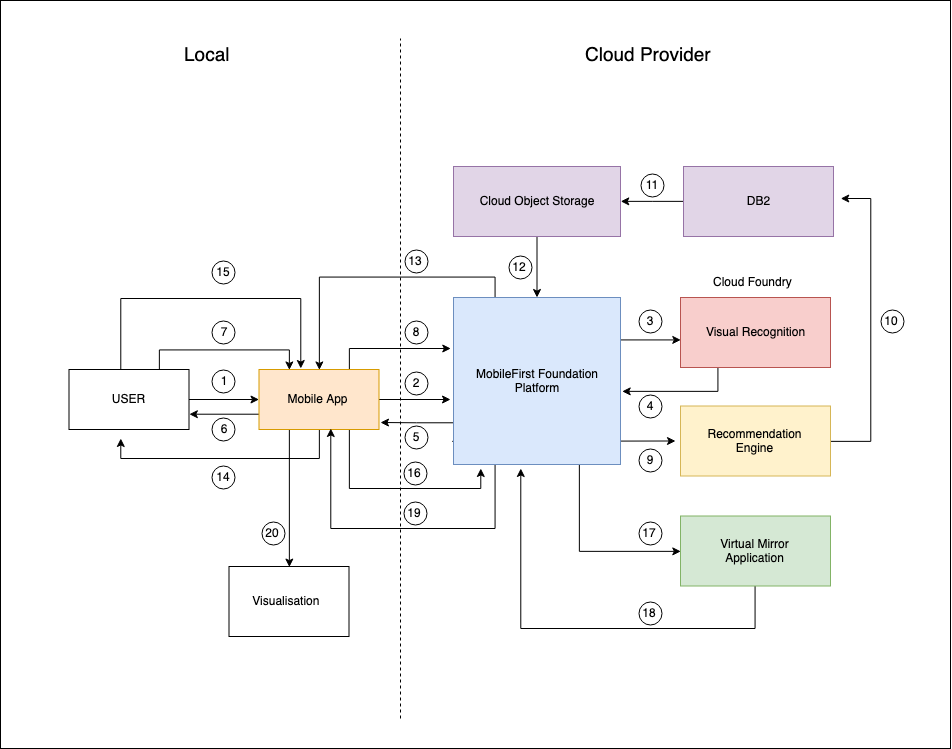 Local
Cloud Provider
Cloud Object Storage
11
DB2
13
12
15
Cloud Foundry
7
8
3
Visual Recognition
10
USER
1
Mobile App
2
MobileFirst Foundation
Platform
4
6
5
9
Recommendation
Engine
14
16
19
20
17
Virtual Mirror
Application
Visualisation
18